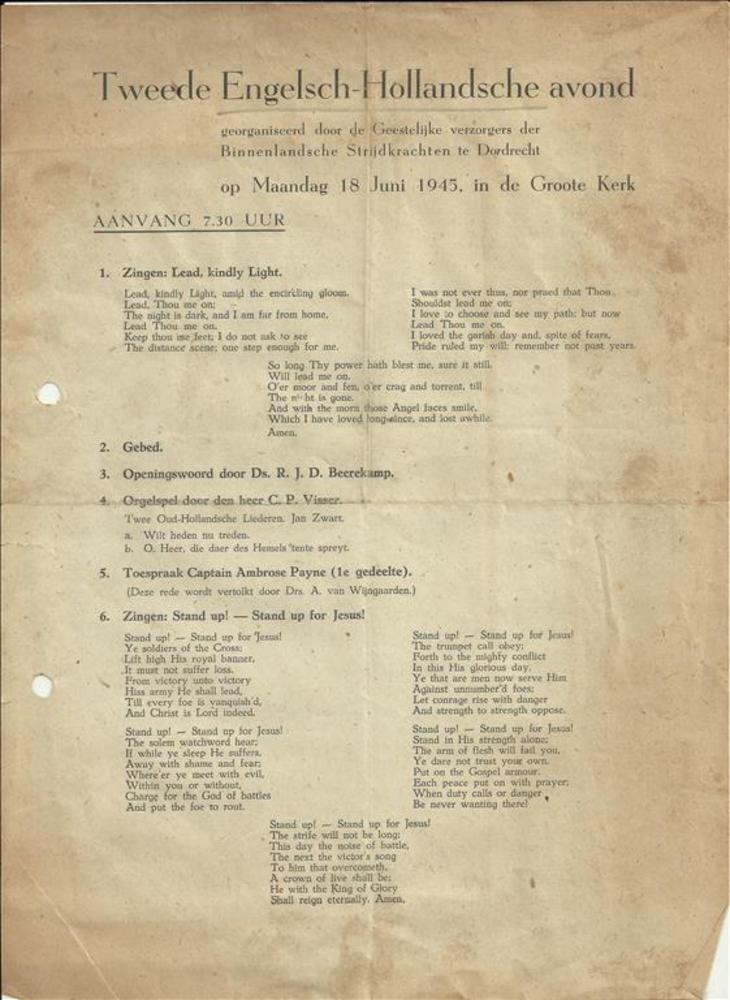 Tweede Engelsch-Hollandsche avond
georganiseerd door de Geestelijke verzorgers der
Binnenlandsche Strijdkrachten te Dordrecht
op Maandag 18 Juni 1945, in de Groote Kerk
AANVANG 7.30 UUR
1. Zingen: Lead, kindly Light.
Lead, kindly Light, amid the encircling gloom.
Lead, Thou me on;
The night is dark, and I am far from home.
Lead Thou me on.
Keep thou me feet; I do not ask to see
The distance scene; one step enough for me.
I was not ever thus, nor praed that Thou
Shouldst lead me on;
I love to choose and see my path; but now
Lead Thou me on.
I loved the garish day and, spite of fears,
Pride ruled my will: remember not past years.
So long Thy power hath blest me, sure it still.
Will lead me on.
O'er moor and fen, o'er crag and torrent, till
The night is gone.
And with the morn those Angel faces smile,
Which I have loved long-since, and lost awhile.
Amen.
2. Gebed.
3. Openingswoord door Ds. R. J. D. Beerekamp.
4. Orgelspel door den heer C. P. Visser.
Twee Oud-Hollandsche Liederen. Jan Zwart.
a. Wilt heden nu treden.
b. O. Heer, die daer des Hemels tente spreyt.
5. Toespraak Captain Ambrose Payne (1e gedeelte).
(Deze rede wordt vertolkt door Drs. A. van Wijngaarden.)
6. Zingen: Stand up! — Stand up for Jesus!
Stand up! — Stand up for Jesus!
Ye soldiers of the Cross;
Lift high His royal banner,
It must not suffer loss.
From victory unto victory
Hiss army He shall lead,
Till every foe is vanquish'd,
And Christ is Lord indeed.
Stand up! — Stand up for Jesus!
The solem watchword hear;
If while ye sleep He suffers,
Away with shame and fear;
Where'er ye meet with evil,
Within you or without,
Charge for the God of battles
And put the foe to rout.
Stand up! — Stand up for Jesus!
The trumpet call obey;
Forth to the mighty conflict
In this His glorious day.
Ye that are men now serve Him
Against unnumber'd foes;
Let conrage rise with danger
And strength to strength oppose.
Stand up! — Stand up for Jesus!
Stand in His strength alone;
The arm of flesh will fail you,
Ye dare not trust your own.
Put on the Gospel armour.
Each peace put on with prayer;
When duty calls or danger
Be never wanting there!
Stand up! — Stand up for Jesus!
The strife will not be long;
This day the noise of battle,
The next the victor's song
To him that overcometh,
A crown of live shall be;
He with the King of Glory
Shall reign eternally. Amen.